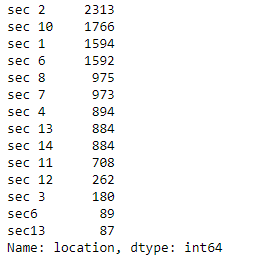 sec 2     2313
sec 10    1766
sec 1     1594
sec 6     1592
sec 8      975
sec 7      973
sec 4      894
sec 13     884
sec 14     884
sec 11     708
sec 12     262
sec 3      180
sec6        89
sec13       87
Name: location, dtype: int64